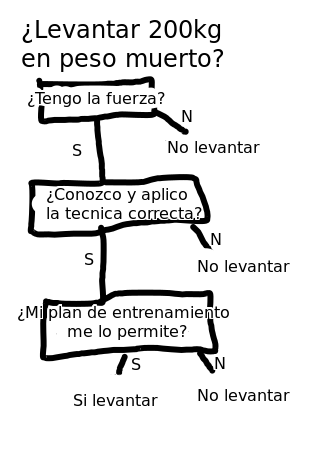 ¿Levantar 200kg
en peso muerto?
¿Tengo la fuerza?
N
No levantar
S
¿Conozco y aplico
la tecnica correcta?
N
No levantar
S
¿Mi plan de entrenamiento
me lo permite?
S
N
Si levantar
No levantar